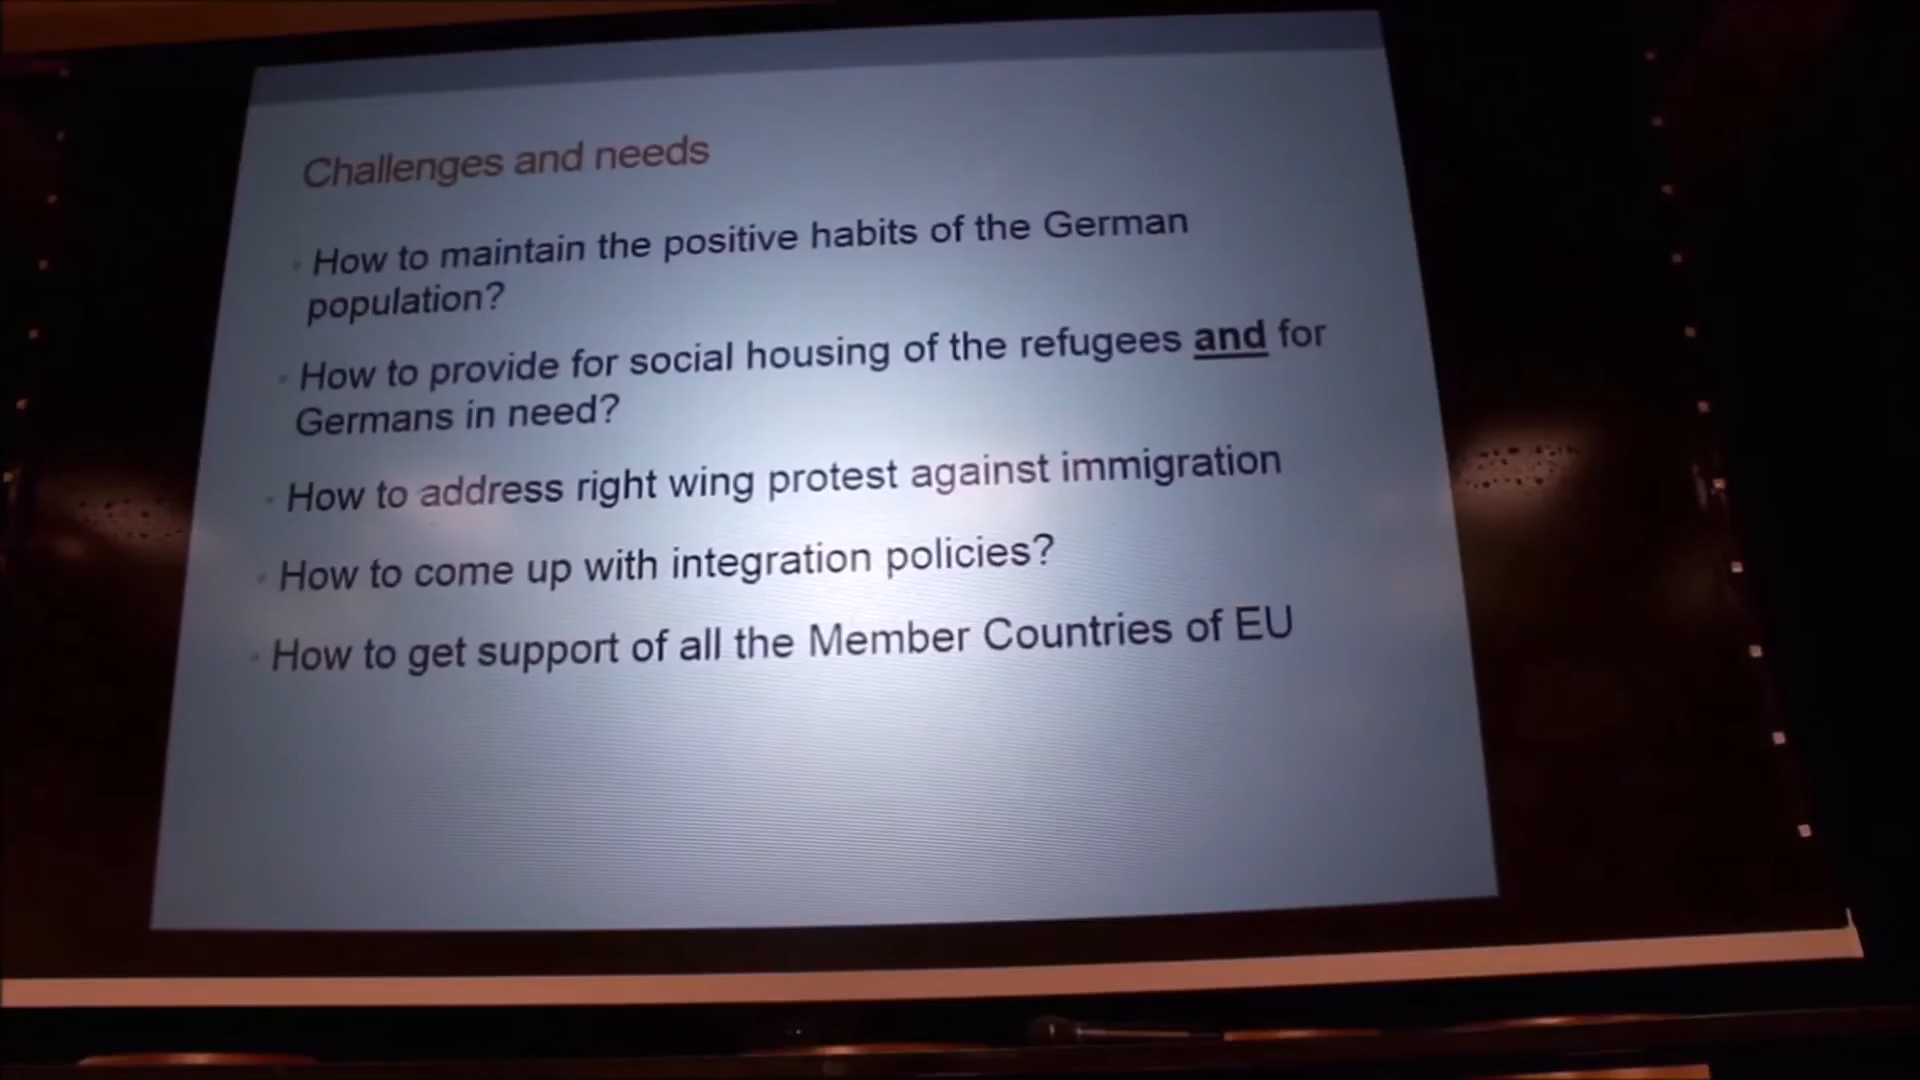 Challenges and needs
How to maintain the positive habits of the German
population?
How to provide for social housing of the refugees and for
Germans in need?
How to address right wing protest against immigration
How to come up with integration policies?
How to get support of all the Member Countries of EU